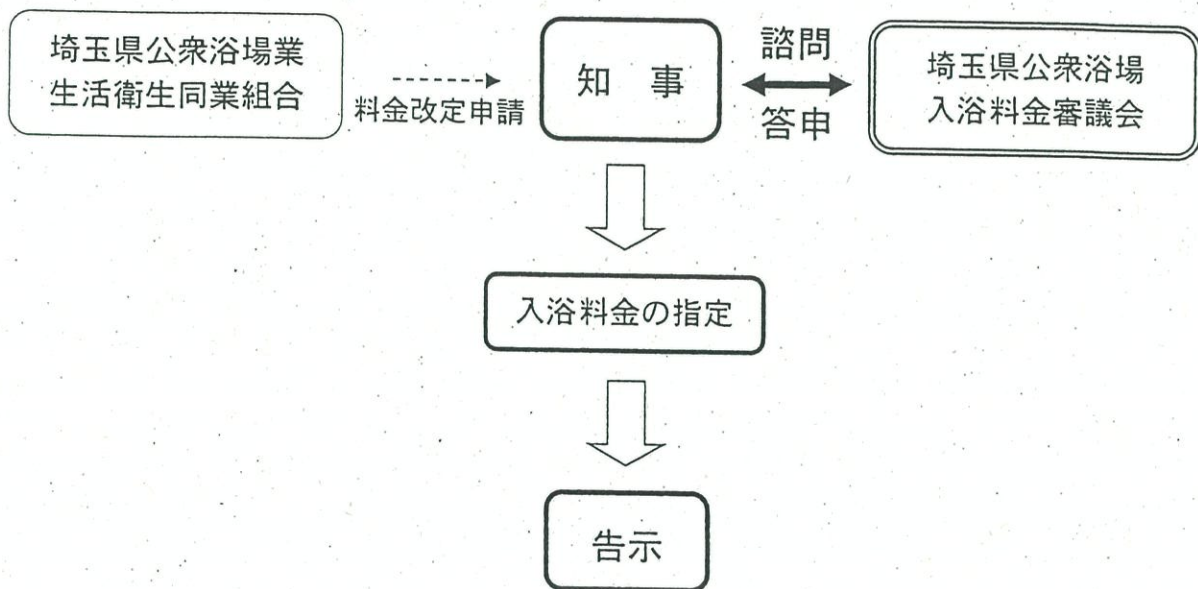 埼玉県公衆浴場業
生活衛生同業組合
料金改定申請
知　事
諮問
答申
埼玉県公衆浴場
入浴料金審議会
入浴料金の指定
告示